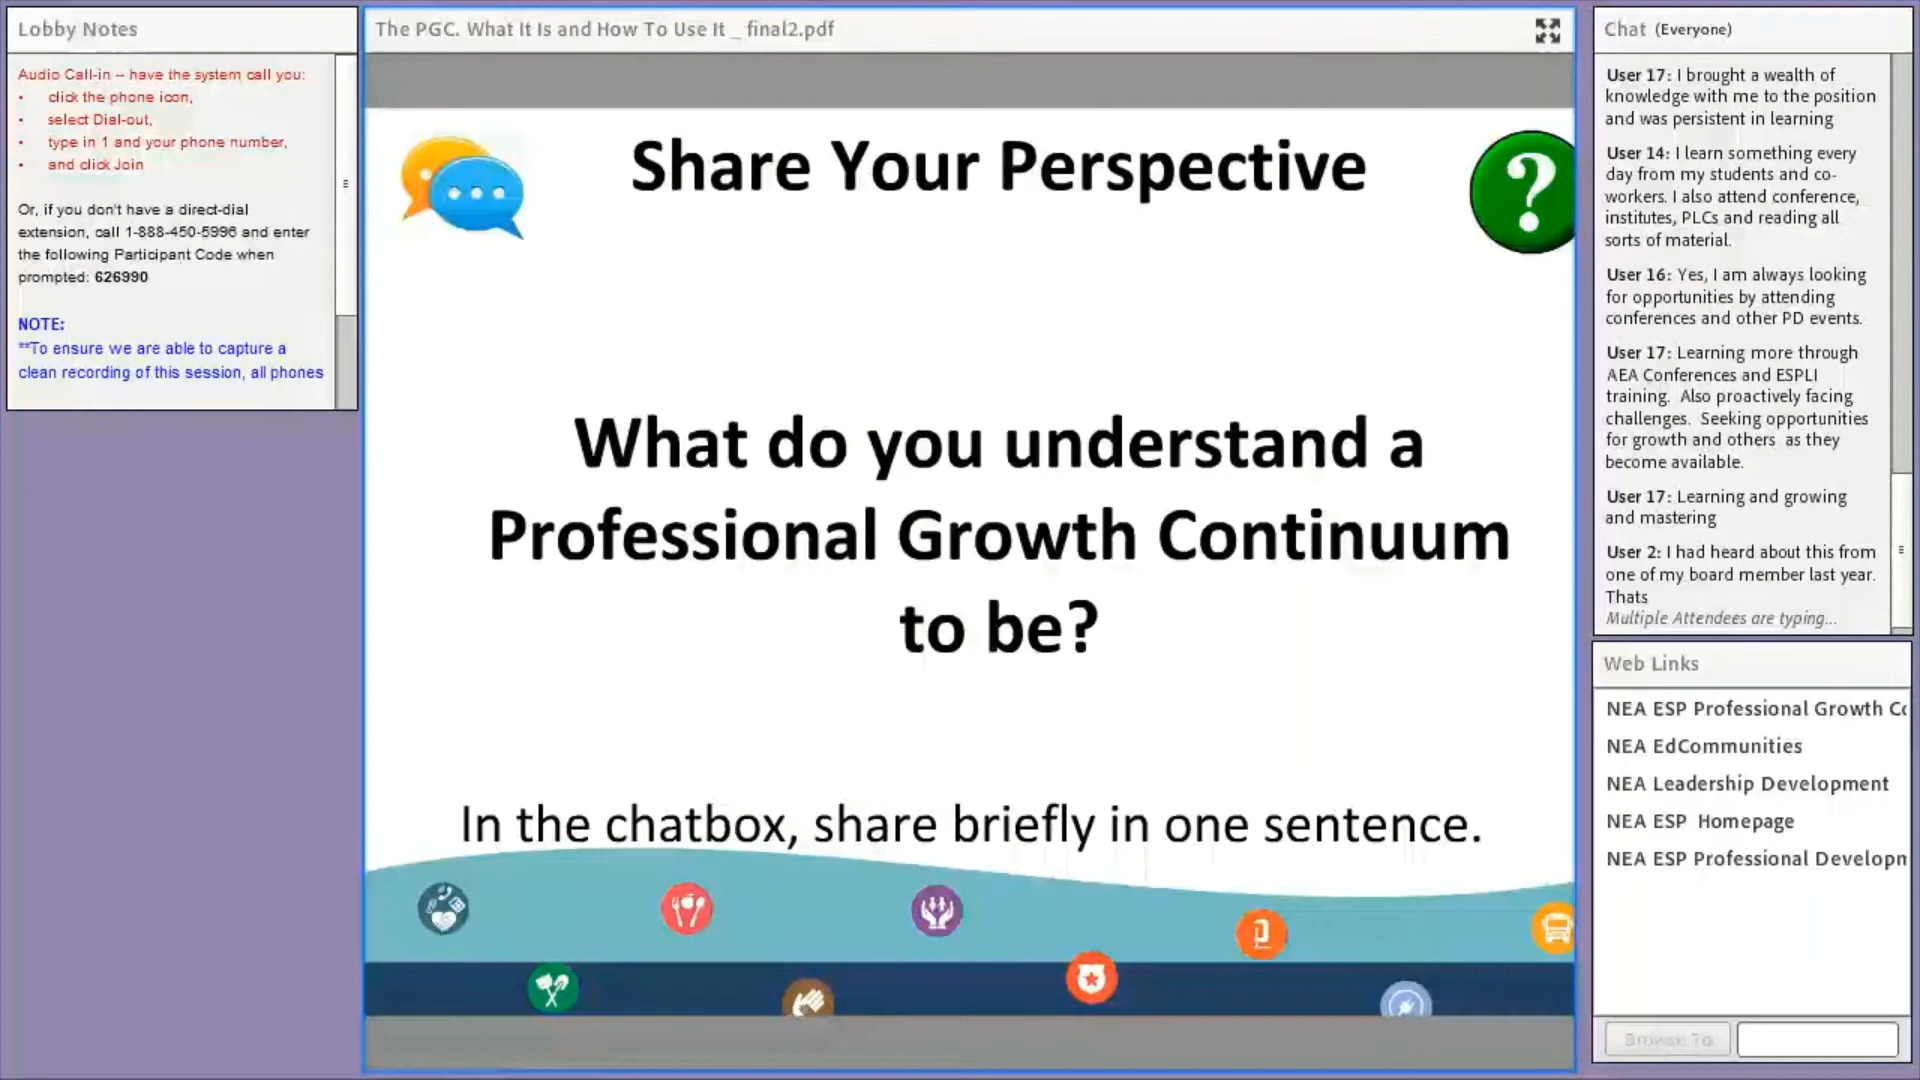 Lobby Notes
Audio Call-in -- have the system call you:
• click the phone icon,
• select Dial-out,
• type in 1 and your phone number,
• and click Join
Or, if you don't have a direct-dial
extension, call 1-888-450-5996 and enter
the following Participant Code when
prompted: 626990
NOTE:
**To ensure we are able to capture a
clean recording of this session, all phones
The PGC. What It Is and How To Use It _ final2.pdf
Share Your Perspective
?
What do you understand a
Professional Growth Continuum
to be?
In the chatbox, share briefly in one sentence.
Chat (Everyone)
User 17: I brought a wealth of
knowledge with me to the position
and was persistent in learning
User 14: I learn something every
day from my students and co-
workers. I also attend conference,
institutes, PLCs and reading all
sorts of material.
User 16: Yes, I am always looking
for opportunities by attending
conferences and other PD events.
User 17: Learning more through
AEA Conferences and ESPLI
training. Also proactively facing
challenges. Seeking opportunities
for growth and others as they
become available.
User 17: Learning and growing
and mastering
User 2: I had heard about this from
one of my board member last year.
Thats
Multiple Attendees are typing...
Web Links
NEA ESP Professional Growth Co
NEA EdCommunities
NEA Leadership Development
NEA ESP Homepage
NEA ESP Professional Developm
Browse To